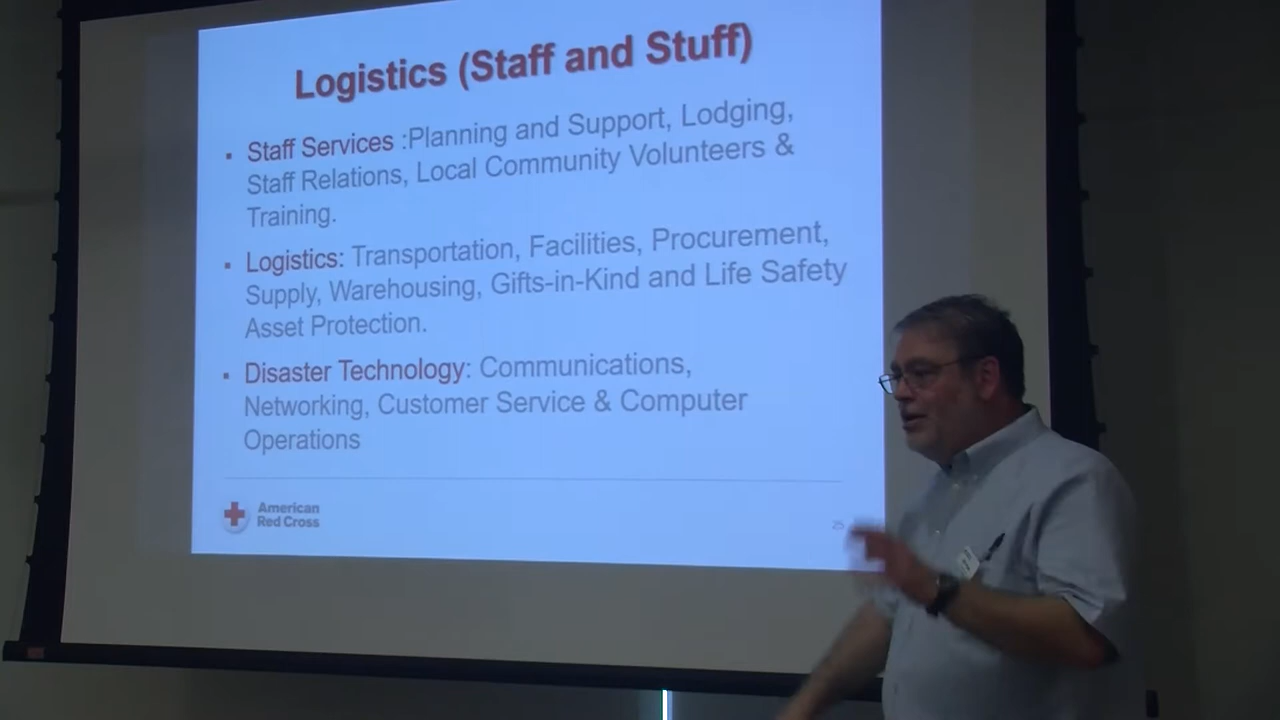 Logistics (Staff and Stuff)
▪ Staff Services :Planning and Support, Lodging,
Staff Relations, Local Community Volunteers &
Training.
▪ Logistics: Transportation, Facilities, Procurement,
Supply, Warehousing, Gifts-in-Kind and Life Safety
Asset Protection.
▪ Disaster Technology: Communications,
Networking, Customer Service & Computer
Operations
American
Red Cross
25